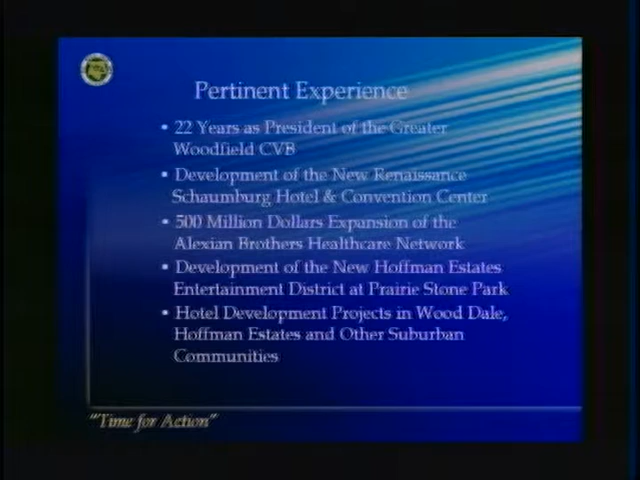 Pertinent Experience
• 22 Years as President of the Greater
Woodfield CVB
• Development of the New Renaissance
Schaumburg Hotel & Convention Center
• 500 Million Dollars Expansion of the
Alexian Brothers Healthcare Network
• Development of the New Hoffman Estates
Entertainment District at Prairie Stone Park
• Hotel Development Projects in Wood Dale,
Hoffman Estates and Other Suburban
Communities
"Time for Action"